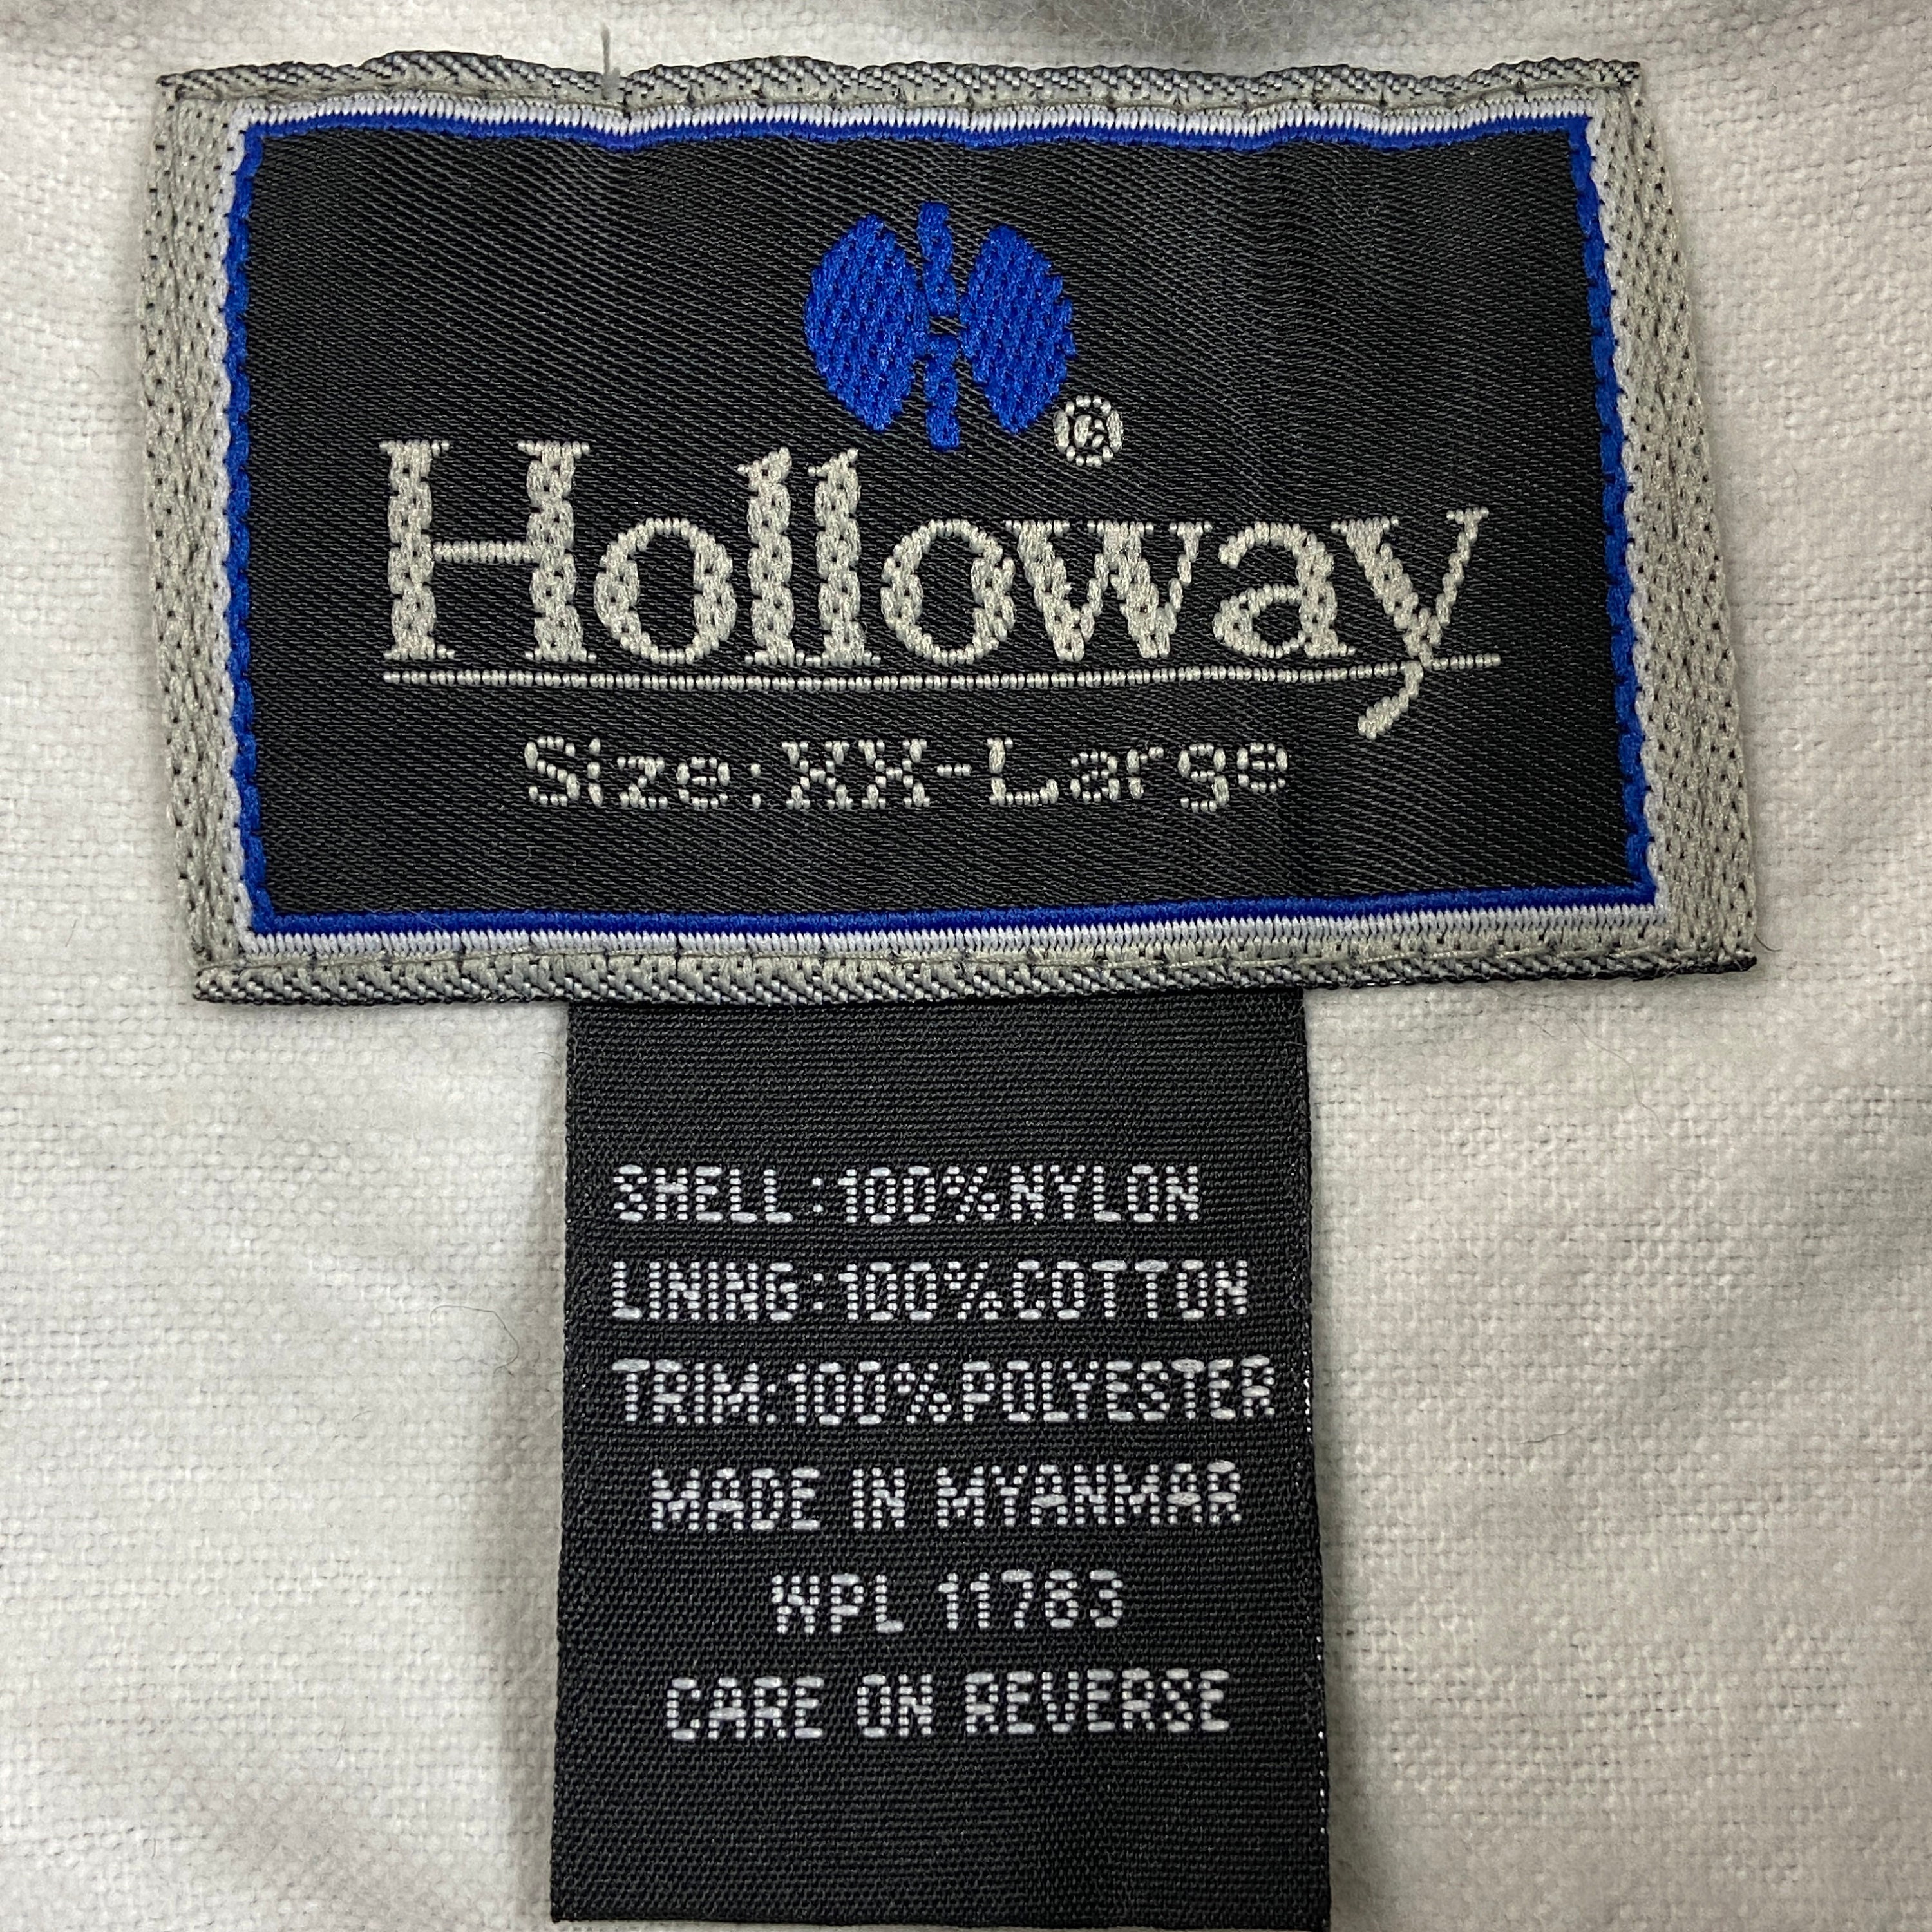 ®
Holloway
Size:XX-Large
SHELL:100%NYLON
LINING:100%COTTON
TRIM:100%POLYESTER
MADE IN MYANMAR
WPL 11783
CARE ON REVERSE